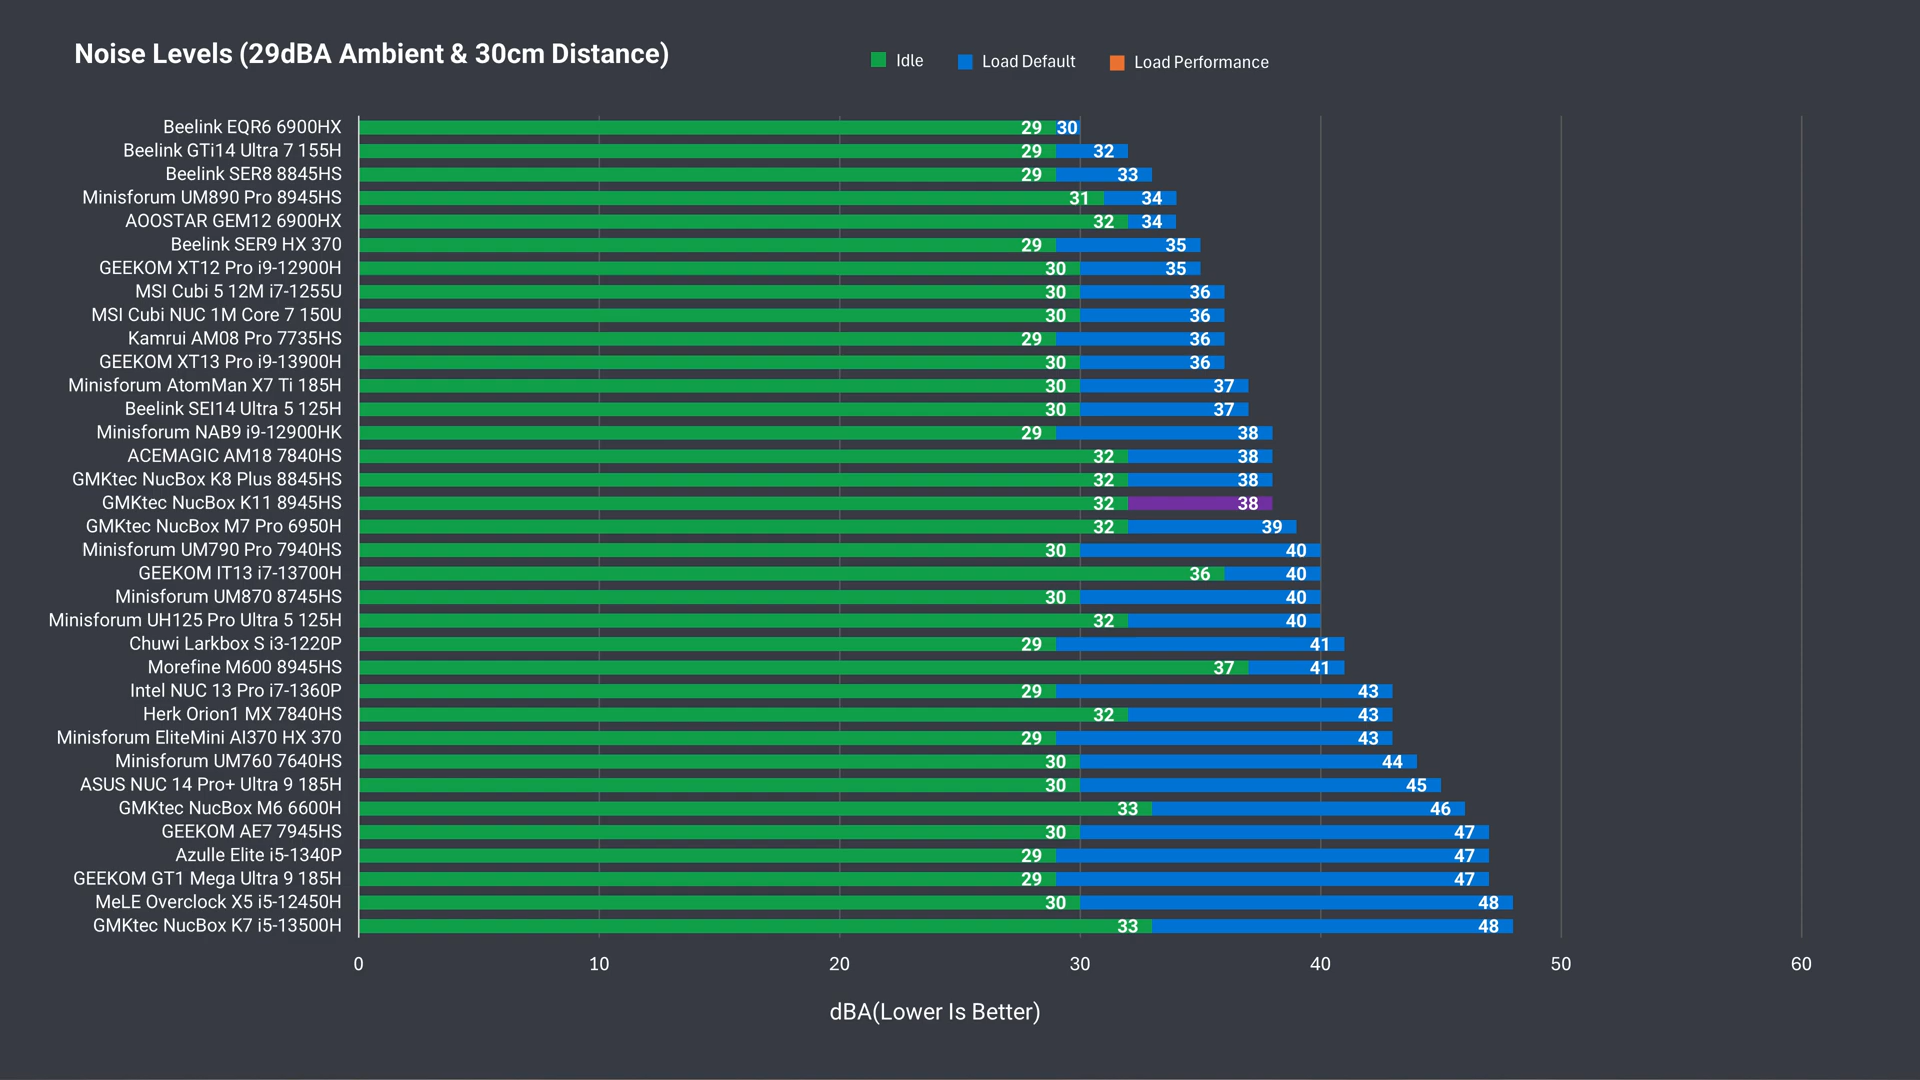 Noise Levels (29dBA Ambient & 30cm Distance)
Idle
Load Default
Load Performance
Beelink EQR6 6900HX 29 30
Beelink GTi14 Ultra 7 155H 29 32
Beelink SER8 8845HS 29 33
Minisforum UM890 Pro 8945HS 31 34
AOOSTAR GEM12 6900HX 32 34
Beelink SER9 HX 370 29 35
GEEKOM XT12 Pro i9-12900H 30 35
MSI Cubi 5 12M i7-1255U 30 36
MSI Cubi NUC 1M Core 7 150U 30 36
Kamrui AM08 Pro 7735HS 29 36
GEEKOM XT13 Pro i9-13900H 30 36
Minisforum AtomMan X7 Ti 185H 30 37
Beelink SEI14 Ultra 5 125H 30 37
Minisforum NAB9 i9-12900HK 29 38
ACEMAGIC AM18 7840HS 32 38
GMKtec NucBox K8 Plus 8845HS 32 38
GMKtec NucBox K11 8945HS 32 38
GMKtec NucBox M7 Pro 6950H 32 39
Minisforum UM790 Pro 7940HS 30 40
GEEKOM IT13 i7-13700H 36 40
Minisforum UM870 8745HS 30 40
Minisforum UH125 Pro Ultra 5 125H 32 40
Chuwi Larkbox S i3-1220P 29 41
Morefine M600 8945HS 37 41
Intel NUC 13 Pro i7-1360P 29 43
Herk Orion1 MX 7840HS 32 43
Minisforum EliteMini AI370 HX 370 29 43
Minisforum UM760 7640HS 30 44
ASUS NUC 14 Pro+ Ultra 9 185H 30 45
GMKtec NucBox M6 6600H 33 46
GEEKOM AE7 7945HS 30 47
Azulle Elite i5-1340P 29 47
GEEKOM GT1 Mega Ultra 9 185H 29 47
MeLE Overclock X5 i5-12450H 30 48
GMKtec NucBox K7 i5-13500H 33 48
0 10 20 30 40 50 60
dBA(Lower Is Better)